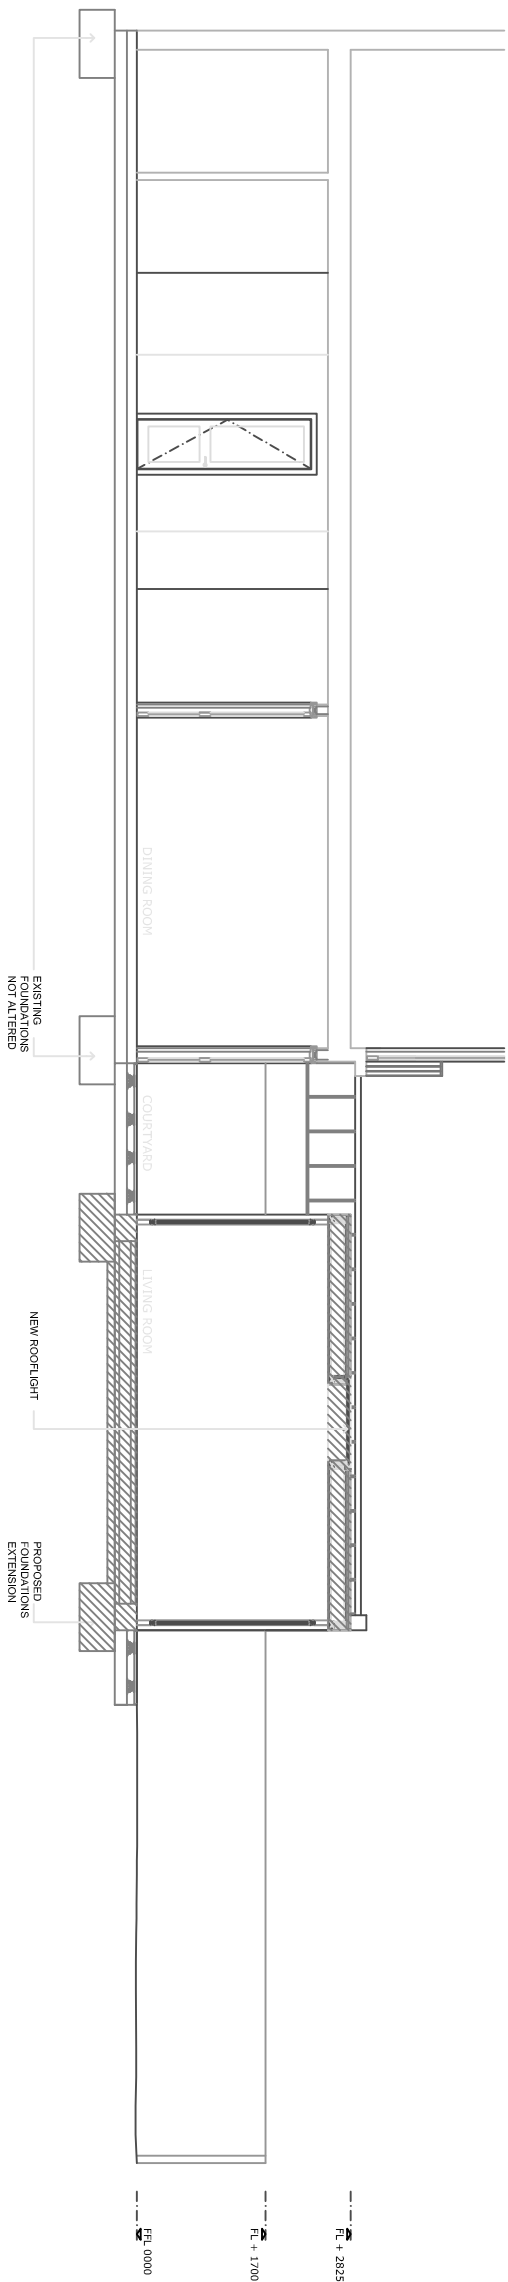 EXISTING
FOUNDATIONS
NOT ALTERED
DINING ROOM
COURTYARD
LIVING ROOM
NEW ROOFLIGHT
PROPOSED
FOUNDATIONS
EXTENSION
FL + 2825
FL + 1700
FFL 0000